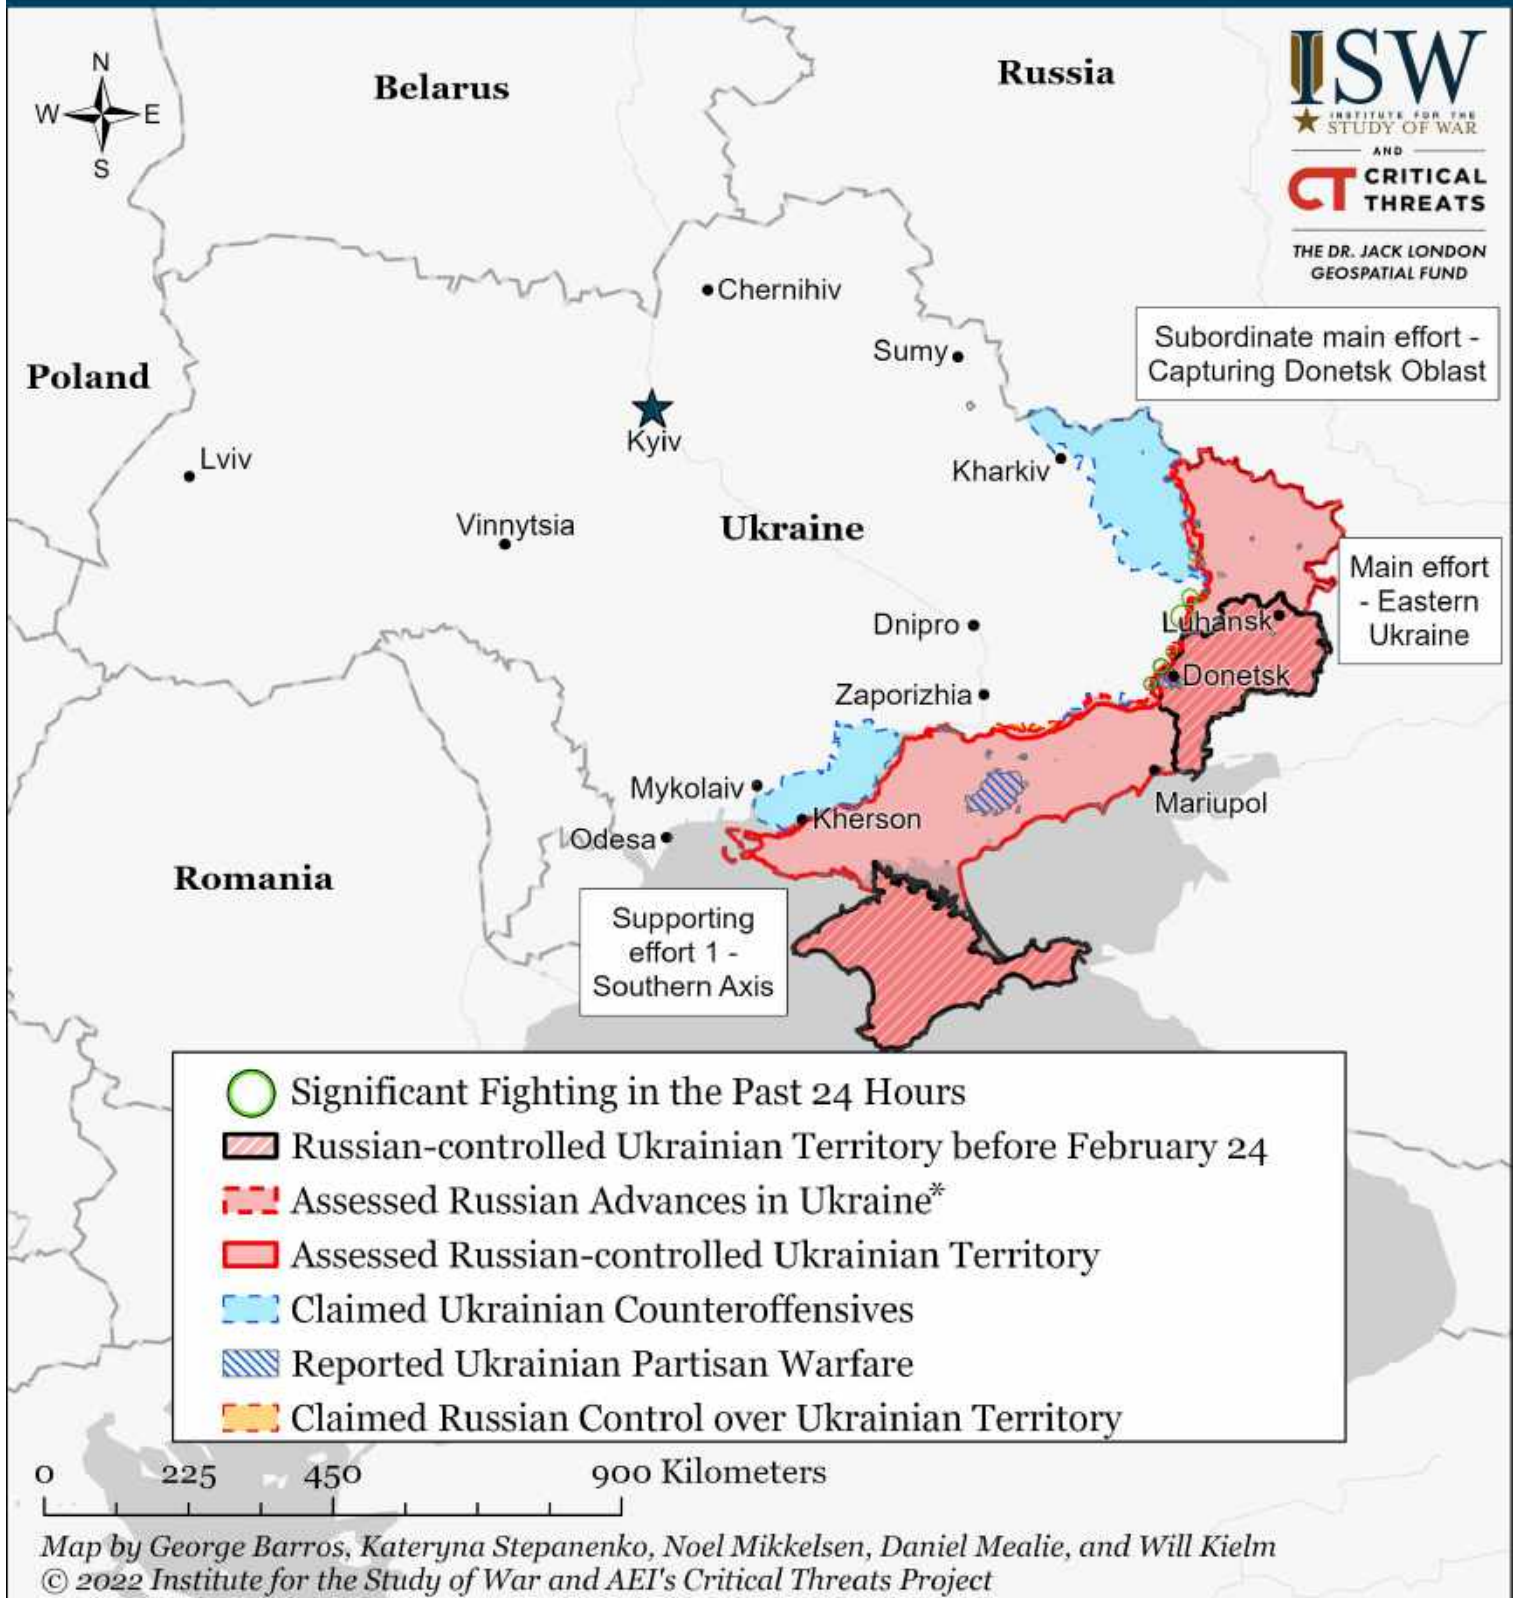 N
W
E
S
Belarus
Russia
ISW
INSTITUTE FOR THE
STUDY OF WAR
AND
CT CRITICAL
THREATS
THE DR. JACK LONDON
GEOSPATIAL FUND
Chernihiv
Subordinate main effort -
Capturing Donetsk Oblast
Sumy
Poland
Kyiv
Lviv
Kharkiv
Vinnytsia
Ukraine
Main effort
- Eastern
Ukraine
Dnipro
Luhansk
Donetsk
Zaporizhia
Mykolaiv
Mariupol
Kherson
Odesa
Romania
Supporting
effort 1 -
Southern Axis
Significant Fighting in the Past 24 Hours
Russian-controlled Ukrainian Territory before February 24
Assessed Russian Advances in Ukraine*
Assessed Russian-controlled Ukrainian Territory
Claimed Ukrainian Counteroffensives
Reported Ukrainian Partisan Warfare
Claimed Russian Control over Ukrainian Territory
0 225 450 900 Kilometers
Map by George Barros, Kateryna Stepanenko, Noel Mikkelsen, Daniel Mealie, and Will Kielm
© 2022 Institute for the Study of War and AEI's Critical Threats Project